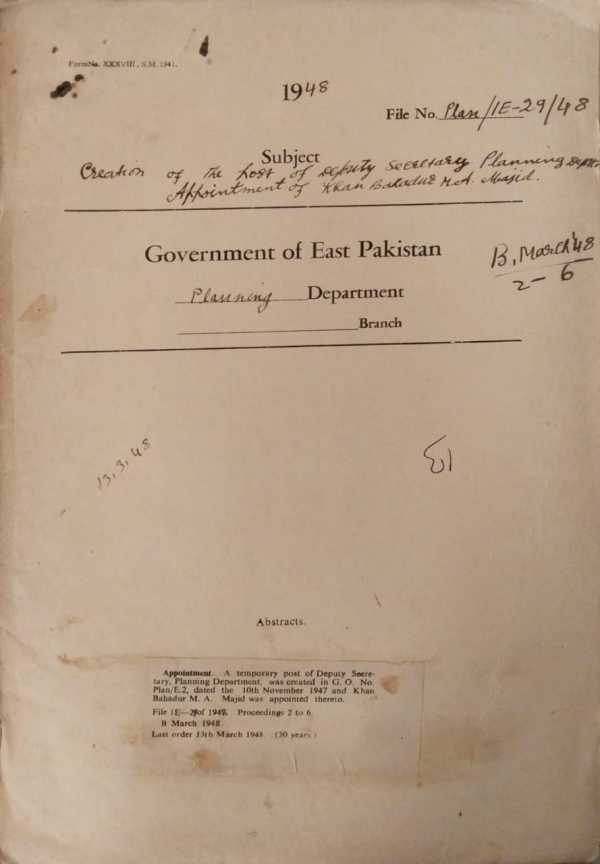 Form No. XXXVIII, S.M. 1941.
1948
File No. Plan/IE-29/48
Subject
Creation of the post of Deputy Secretary Planning Deptt.
Appointment of Khan Bahadur M.A. Majid.
Government of East Pakistan
B, March '48
2-6
Planning Department
Branch
13.3.48
Abstracts.
Appointment. A temporary post of Deputy Secre-
tary, Planning Department, was created in G. O. No.
Plan/E.2, dated the 10th November 1947 and Khan
Bahadur M. A. Majid was appointed thereto.
File 1E—29 of 1948. Proceedings 2 to 6
B March 1948
Last order 13th March 1948. (30 years.)